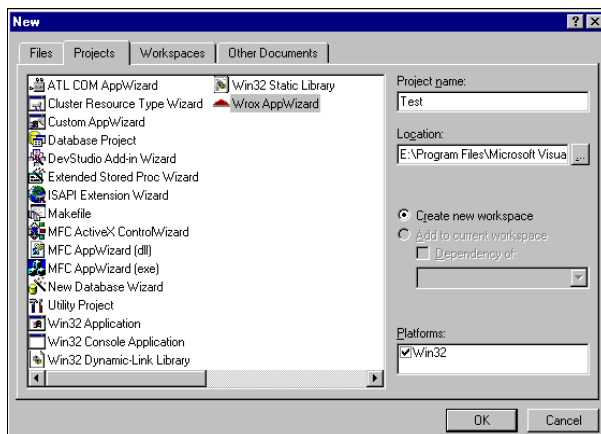 New
Files Projects Workspaces Other Documents
ATL COM AppWizard
Cluster Resource Type Wizard
Custom AppWizard
Database Project
DevStudio Add-in Wizard
Extended Stored Proc Wizard
ISAPI Extension Wizard
Makefile
MFC ActiveX ControlWizard
MFC AppWizard (dll)
MFC AppWizard (exe)
New Database Wizard
Utility Project
Win32 Application
Win32 Console Application
Win32 Dynamic-Link Library
Win32 Static Library
Wrox AppWizard
Project name:
Test
Location:
E:\Program Files\Microsoft Visua ...
Create new workspace
Add to current workspace
Dependency of:
Platforms:
Win32
OK Cancel